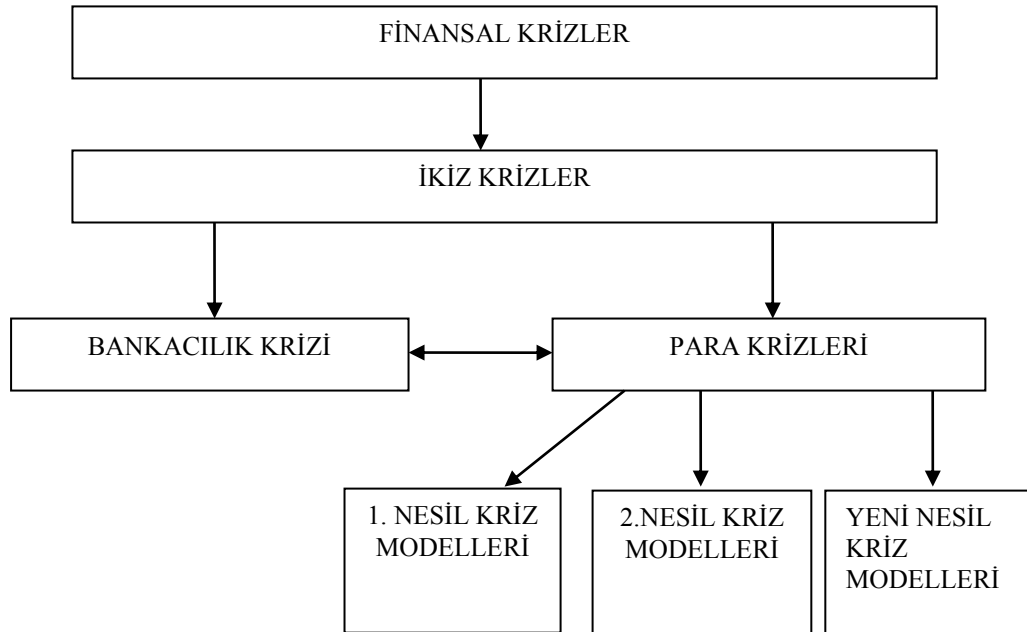 FİNANSAL KRİZLER
İKİZ KRİZLER
BANKACILIK KRİZİ
PARA KRİZLERİ
1. NESİL KRİZ
MODELLERİ
2.NESİL KRİZ
MODELLERİ
YENİ NESİL
KRİZ
MODELLERİ